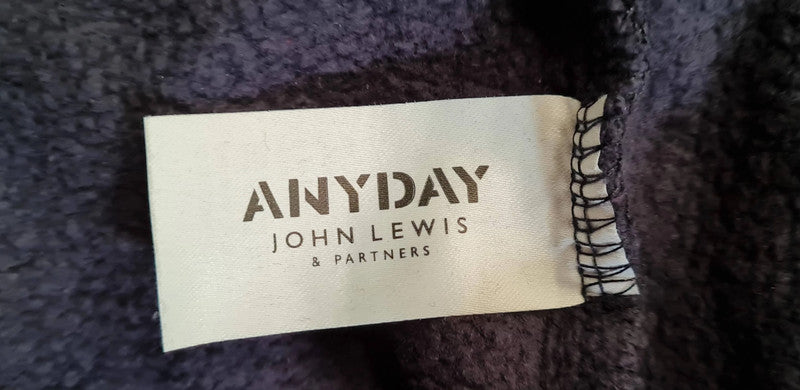 ANYDAY
JOHN LEWIS
& PARTNERS